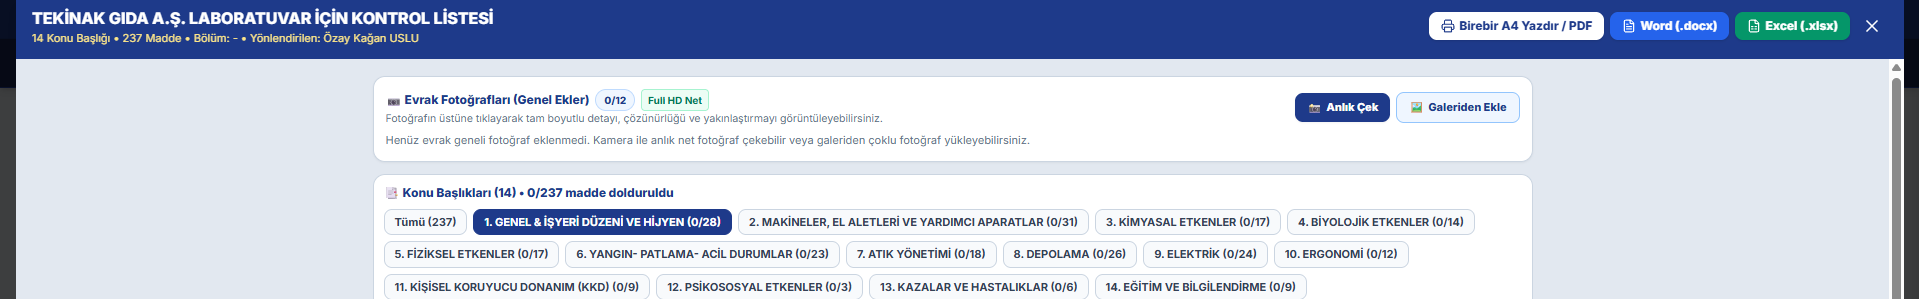 TEKİNAK GIDA A.Ş. LABORATUVAR İÇİN KONTROL LİSTESİ
14 Konu Başlığı • 237 Madde • Bölüm: - • Yönlendirilen: Özay Kağan USLU
Birebir A4 Yazdır / PDF
Word (.docx)
Excel (.xlsx)
Evrak Fotoğrafları (Genel Ekler) 0/12 Full HD Net
Fotoğrafın üstüne tıklayarak tam boyutlu detayı, çözünürlüğü ve yakınlaştırmayı görüntüleyebilirsiniz.
Anlık Çek
Galeriden Ekle
Henüz evrak geneli fotoğraf eklenmedi. Kamera ile anlık net fotoğraf çekebilir veya galeriden çoklu fotoğraf yükleyebilirsiniz.
Konu Başlıkları (14) • 0/237 madde dolduruldu
Tümü (237) 1. GENEL & İŞYERİ DÜZENİ VE HİJYEN (0/28) 2. MAKİNELER, EL ALETLERİ VE YARDIMCI APARATLAR (0/31) 3. KİMYASAL ETKENLER (0/17) 4. BİYOLOJİK ETKENLER (0/14)
5. FİZİKSEL ETKENLER (0/17) 6. YANGIN- PATLAMA- ACİL DURUMLAR (0/23) 7. ATIK YÖNETİMİ (0/18) 8. DEPOLAMA (0/26) 9. ELEKTRİK (0/24) 10. ERGONOMİ (0/12)
11. KİŞİSEL KORUYUCU DONANIM (KKD) (0/9) 12. PSİKOSOSYAL ETKENLER (0/3) 13. KAZALAR VE HASTALIKLAR (0/6) 14. EĞİTİM VE BİLGİLENDİRME (0/9)